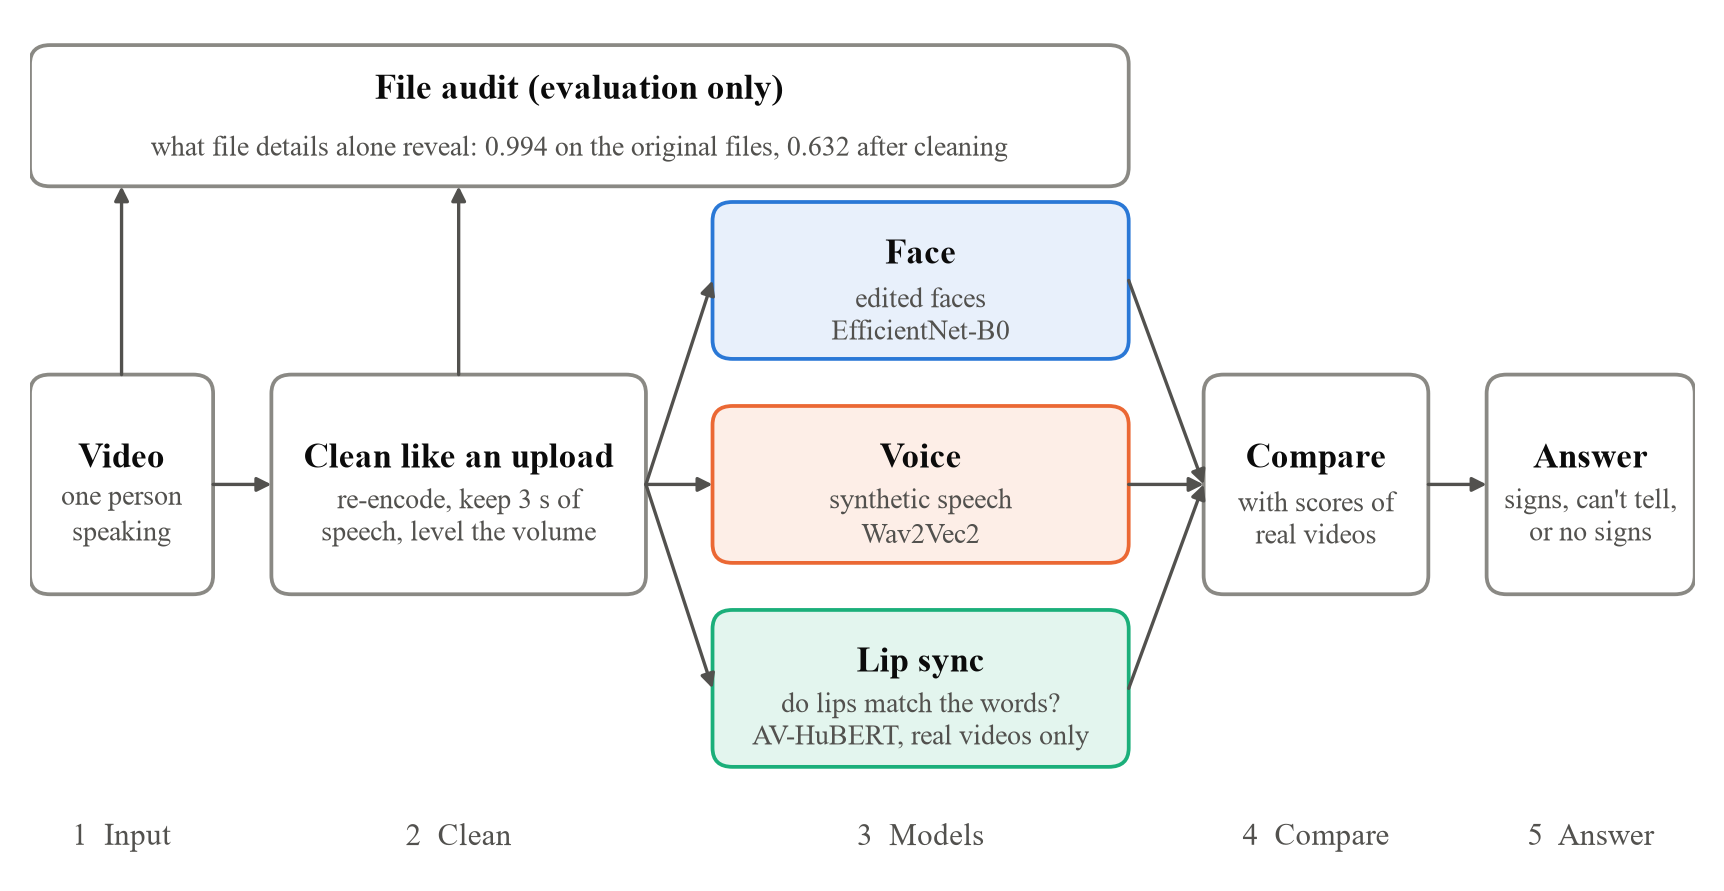 File audit (evaluation only)
what file details alone reveal: 0.994 on the original files, 0.632 after cleaning
Video
one person
speaking
Clean like an upload
re-encode, keep 3 s of
speech, level the volume
Face
edited faces
EfficientNet-B0
Voice
synthetic speech
Wav2Vec2
Lip sync
do lips match the words?
AV-HuBERT, real videos only
Compare
with scores of
real videos
Answer
signs, can't tell,
or no signs
1 Input
2 Clean
3 Models
4 Compare
5 Answer